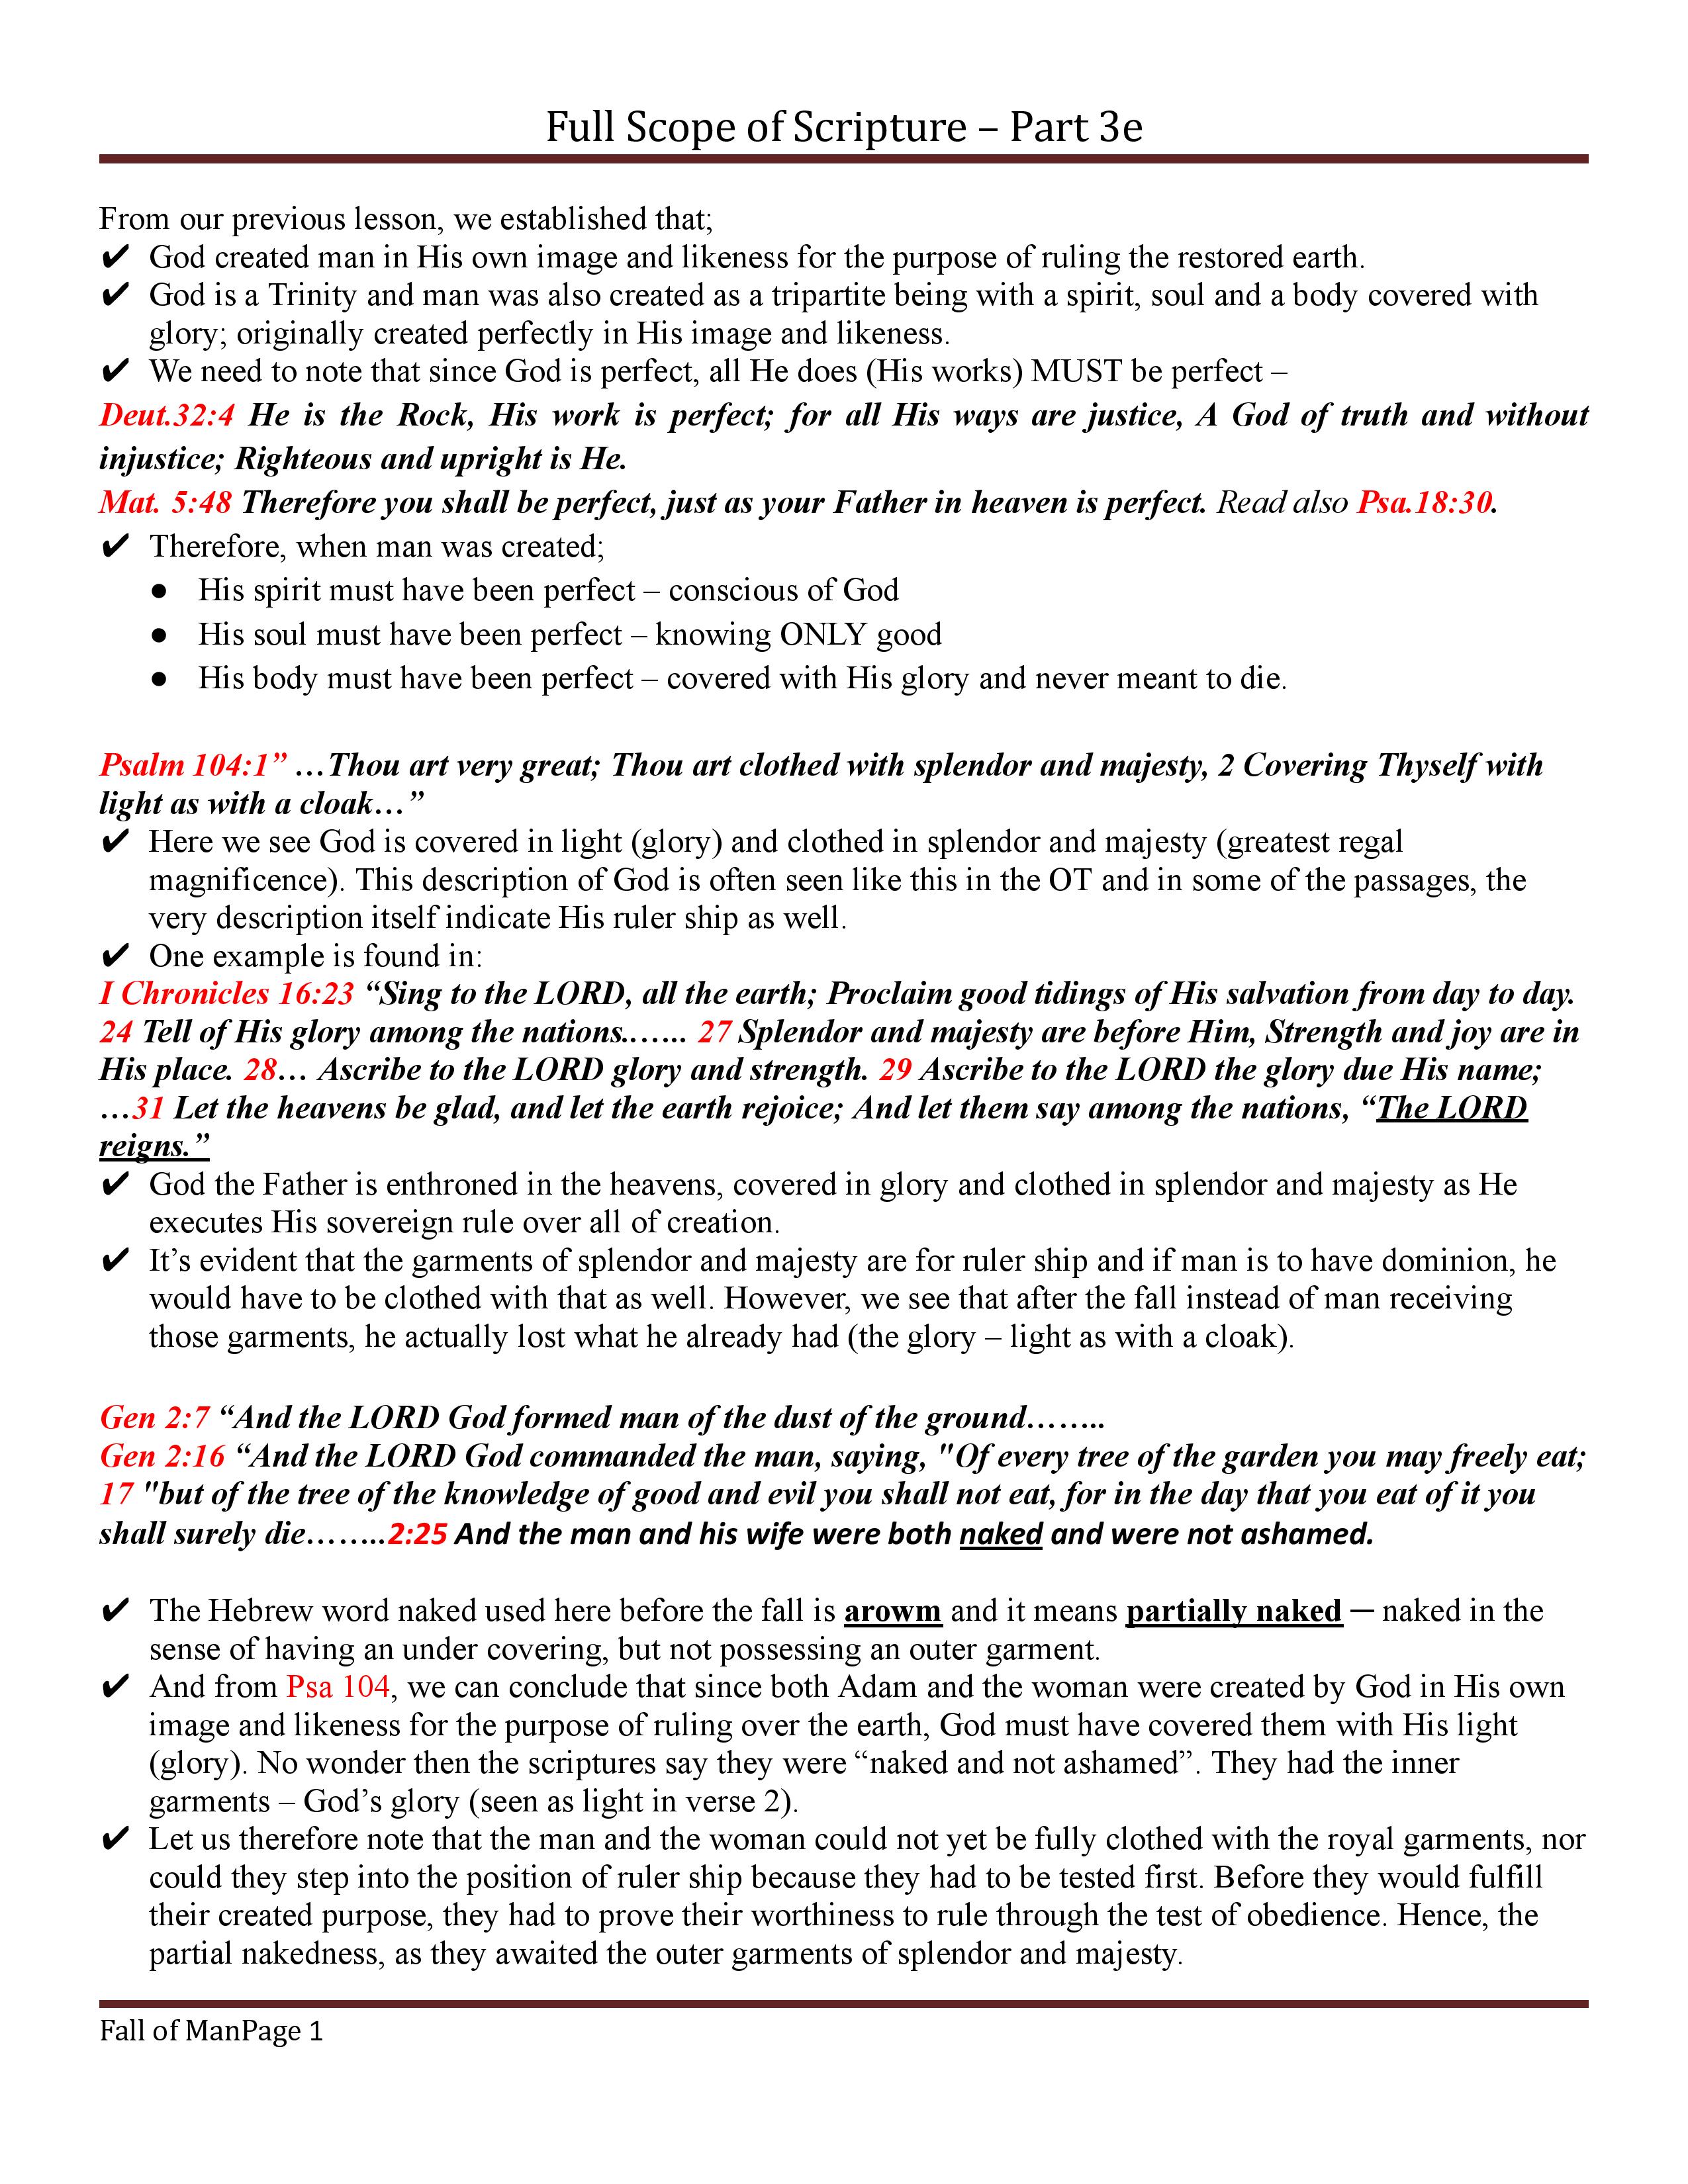 Full Scope of Scripture – Part 3e
From our previous lesson, we established that;
✔ God created man in His own image and likeness for the purpose of ruling the restored earth.
✔ God is a Trinity and man was also created as a tripartite being with a spirit, soul and a body covered with
glory; originally created perfectly in His image and likeness.
✔ We need to note that since God is perfect, all He does (His works) MUST be perfect –
Deut.32:4 He is the Rock, His work is perfect; for all His ways are justice, A God of truth and without
injustice; Righteous and upright is He.
Mat. 5:48 Therefore you shall be perfect, just as your Father in heaven is perfect. Read also Psa.18:30.
✔ Therefore, when man was created;
● His spirit must have been perfect – conscious of God
● His soul must have been perfect – knowing ONLY good
● His body must have been perfect – covered with His glory and never meant to die.
Psalm 104:1” …Thou art very great; Thou art clothed with splendor and majesty, 2 Covering Thyself with
light as with a cloak…”
✔ Here we see God is covered in light (glory) and clothed in splendor and majesty (greatest regal
magnificence). This description of God is often seen like this in the OT and in some of the passages, the
very description itself indicate His ruler ship as well.
✔ One example is found in:
I Chronicles 16:23 “Sing to the LORD, all the earth; Proclaim good tidings of His salvation from day to day.
24 Tell of His glory among the nations.…... 27 Splendor and majesty are before Him, Strength and joy are in
His place. 28… Ascribe to the LORD glory and strength. 29 Ascribe to the LORD the glory due His name;
…31 Let the heavens be glad, and let the earth rejoice; And let them say among the nations, “The LORD
reigns.”
✔ God the Father is enthroned in the heavens, covered in glory and clothed in splendor and majesty as He
executes His sovereign rule over all of creation.
✔ It’s evident that the garments of splendor and majesty are for ruler ship and if man is to have dominion, he
would have to be clothed with that as well. However, we see that after the fall instead of man receiving
those garments, he actually lost what he already had (the glory – light as with a cloak).
Gen 2:7 “And the LORD God formed man of the dust of the ground……..
Gen 2:16 “And the LORD God commanded the man, saying, "Of every tree of the garden you may freely eat;
17 "but of the tree of the knowledge of good and evil you shall not eat, for in the day that you eat of it you
shall surely die……..2:25 And the man and his wife were both naked and were not ashamed.
✔ The Hebrew word naked used here before the fall is arowm and it means partially naked — naked in the
sense of having an under covering, but not possessing an outer garment.
✔ And from Psa 104, we can conclude that since both Adam and the woman were created by God in His own
image and likeness for the purpose of ruling over the earth, God must have covered them with His light
(glory). No wonder then the scriptures say they were “naked and not ashamed”. They had the inner
garments – God’s glory (seen as light in verse 2).
✔ Let us therefore note that the man and the woman could not yet be fully clothed with the royal garments, nor
could they step into the position of ruler ship because they had to be tested first. Before they would fulfill
their created purpose, they had to prove their worthiness to rule through the test of obedience. Hence, the
partial nakedness, as they awaited the outer garments of splendor and majesty.
Fall of ManPage 1